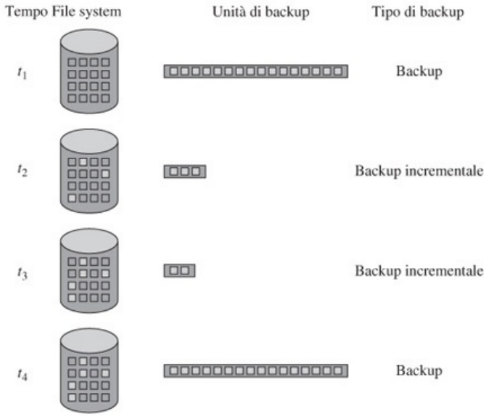 Tempo File system Unità di backup Tipo di backup
t1 Backup
t2 Backup incrementale
t3 Backup incrementale
t4 Backup